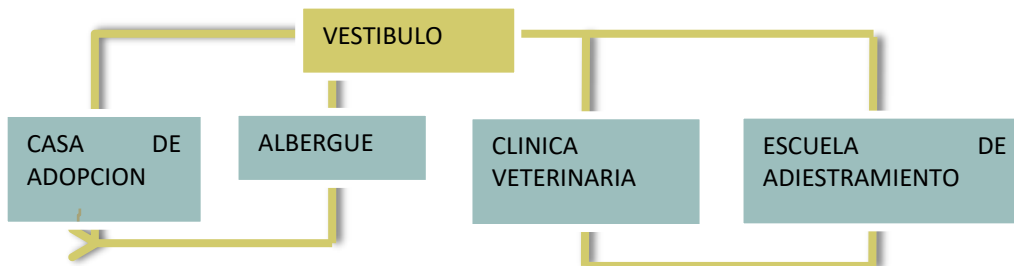 VESTIBULO
CASA DE
ADOPCION
ALBERGUE
CLINICA
VETERINARIA
ESCUELA DE
ADIESTRAMIENTO